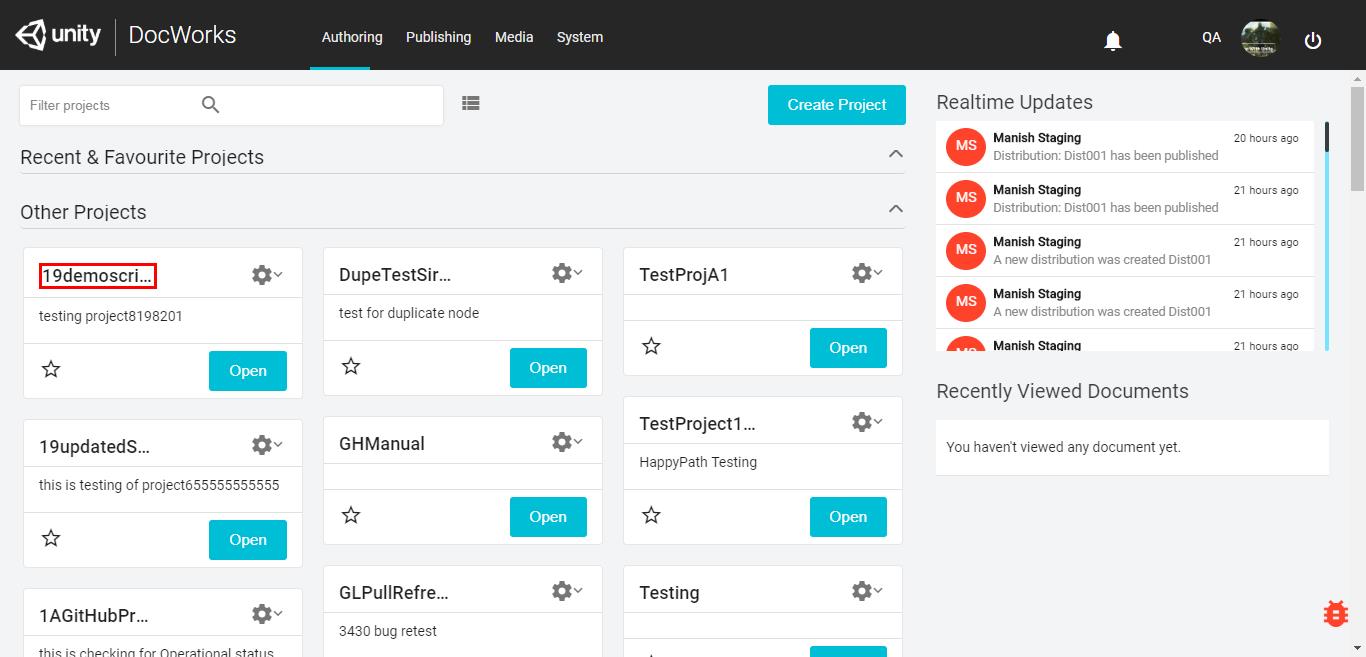 unity DocWorks
Authoring Publishing Media System
QA
Filter projects
Create Project
Recent & Favourite Projects
Other Projects
19demoscri...
testing project8198201
Open
19updatedS...
this is testing of project655555555555
Open
1AGitHubPr...
this is checking for Operational status
DupeTestSir...
test for duplicate node
Open
GHManual
Open
GLPullRefre...
3430 bug retest
TestProjA1
Open
TestProject1...
HappyPath Testing
Open
Testing
Realtime Updates
MS
Manish Staging 20 hours ago
Distribution: Dist001 has been published
MS
Manish Staging 21 hours ago
Distribution: Dist001 has been published
MS
Manish Staging 21 hours ago
A new distribution was created Dist001
MS
Manish Staging 21 hours ago
A new distribution was created Dist001
MS
Manish Staging 21 hours ago
Recently Viewed Documents
You haven't viewed any document yet.